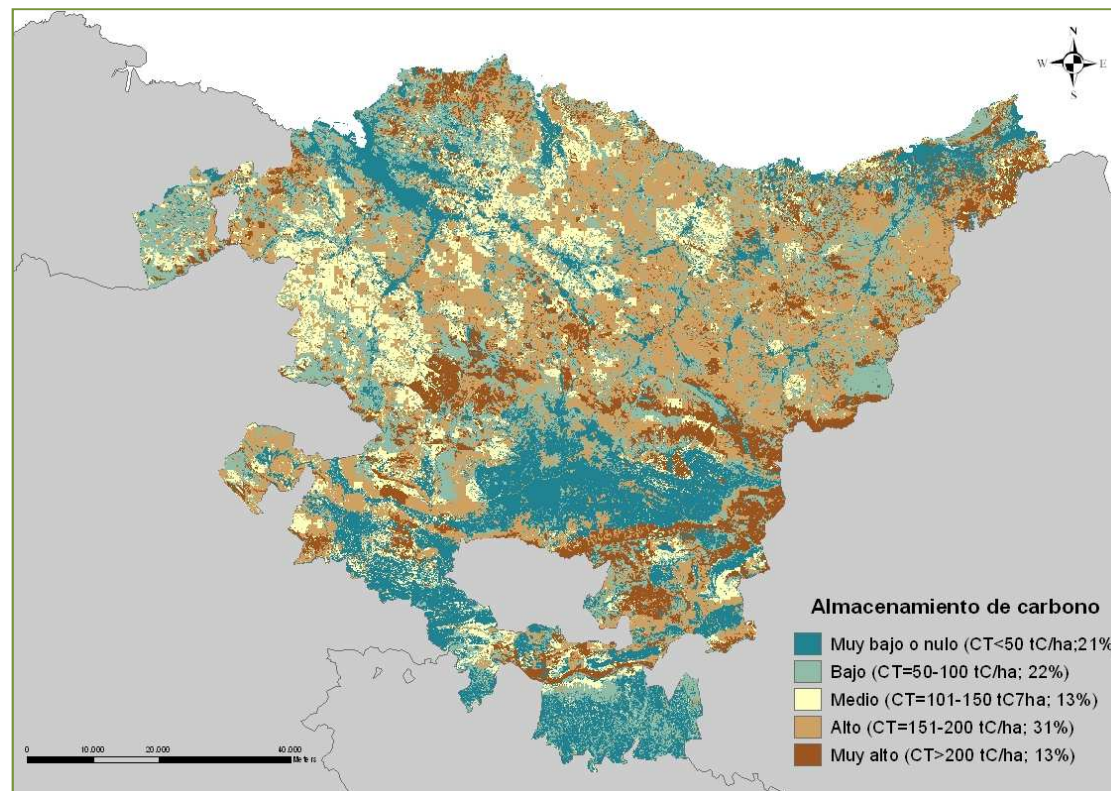 N
W E
S
Almacenamiento de carbono
Muy bajo o nulo (CT<50 tC/ha;21%
Bajo (CT=50-100 tC/ha; 22%)
Medio (CT=101-150 tC7ha; 13%)
Alto (CT=151-200 tC/ha; 31%)
Muy alto (CT>200 tC/ha; 13%)
0 10.000 20.000 40.000